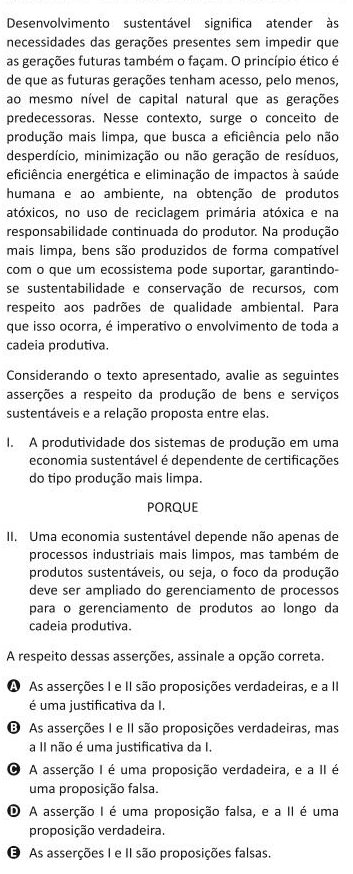 Desenvolvimento sustentável significa atender às
necessidades das gerações presentes sem impedir que
as gerações futuras também o façam. O princípio ético é
de que as futuras gerações tenham acesso, pelo menos,
ao mesmo nível de capital natural que as gerações
predecessoras. Nesse contexto, surge o conceito de
produção mais limpa, que busca a eficiência pelo não
desperdício, minimização ou não geração de resíduos,
eficiência energética e eliminação de impactos à saúde
humana e ao ambiente, na obtenção de produtos
atóxicos, no uso de reciclagem primária atóxica e na
responsabilidade continuada do produtor. Na produção
mais limpa, bens são produzidos de forma compatível
com o que um ecossistema pode suportar, garantindo-
se sustentabilidade e conservação de recursos, com
respeito aos padrões de qualidade ambiental. Para
que isso ocorra, é imperativo o envolvimento de toda a
cadeia produtiva.
Considerando o texto apresentado, avalie as seguintes
asserções a respeito da produção de bens e serviços
sustentáveis e a relação proposta entre elas.
I. A produtividade dos sistemas de produção em uma
economia sustentável é dependente de certificações
do tipo produção mais limpa.
PORQUE
II. Uma economia sustentável depende não apenas de
processos industriais mais limpos, mas também de
produtos sustentáveis, ou seja, o foco da produção
deve ser ampliado do gerenciamento de processos
para o gerenciamento de produtos ao longo da
cadeia produtiva.
A respeito dessas asserções, assinale a opção correta.
A As asserções I e II são proposições verdadeiras, e a II
é uma justificativa da I.
B As asserções I e II são proposições verdadeiras, mas
a II não é uma justificativa da I.
C A asserção I é uma proposição verdadeira, e a II é
uma proposição falsa.
D A asserção I é uma proposição falsa, e a II é uma
proposição verdadeira.
E As asserções I e II são proposições falsas.